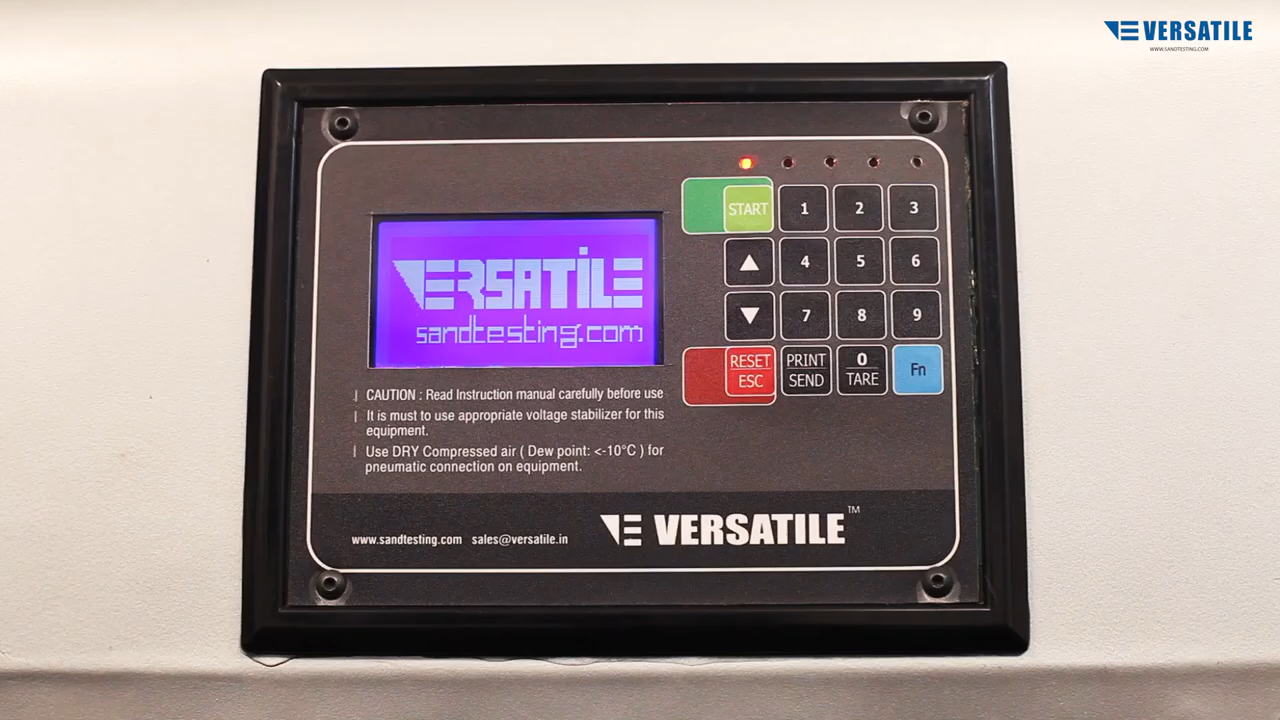 VERSATILE
WWW.SANDTESTING.COM
VERSATILE
sandtesting.com
START
1
2
3
4
5
6
7
8
9
RESET
ESC
PRINT
SEND
0
TARE
Fn
CAUTION : Read Instruction manual carefully before use
It is must to use appropriate voltage stabilizer for this
equipment.
Use DRY Compressed air ( Dew point: <-10°C ) for
pneumatic connection on equipment.
www.sandtesting.com sales@versatile.in
VERSATILE™